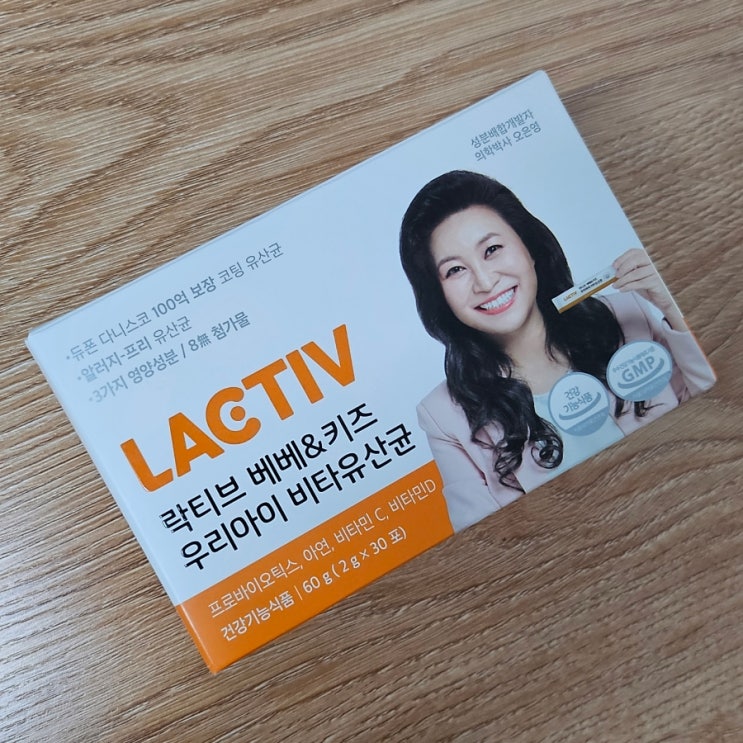 성분배합개발자
의학박사 오은영
·듀폰 다니스코 100억 보장 코팅 유산균
·알러지-프리 유산균
·3가지 영양성분 / 8無 첨가물
LACTIV
락티브 베베&키즈
우리아이 비타유산균
프로바이오틱스, 아연, 비타민 C, 비타민D
건강기능식품 | 60 g ( 2 g × 30 포)
LACTIV
건강
기능식품
GMP